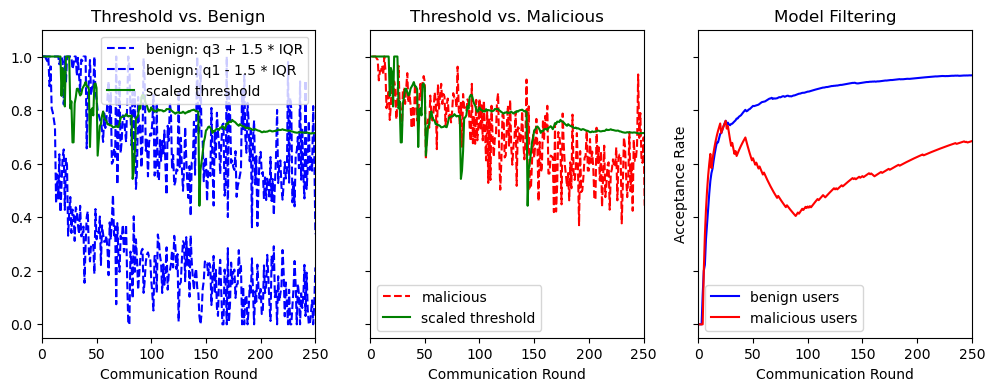 Threshold vs. Benign
benign: q3 + 1.5 * IQR
benign: q1 - 1.5 * IQR
scaled threshold
1.0
0.8
0.6
0.4
0.2
0.0
0 50 100 150 200 250
Communication Round
Threshold vs. Malicious
malicious
scaled threshold
0 50 100 150 200 250
Communication Round
Model Filtering
Acceptance Rate
benign users
malicious users
0 50 100 150 200 250
Communication Round